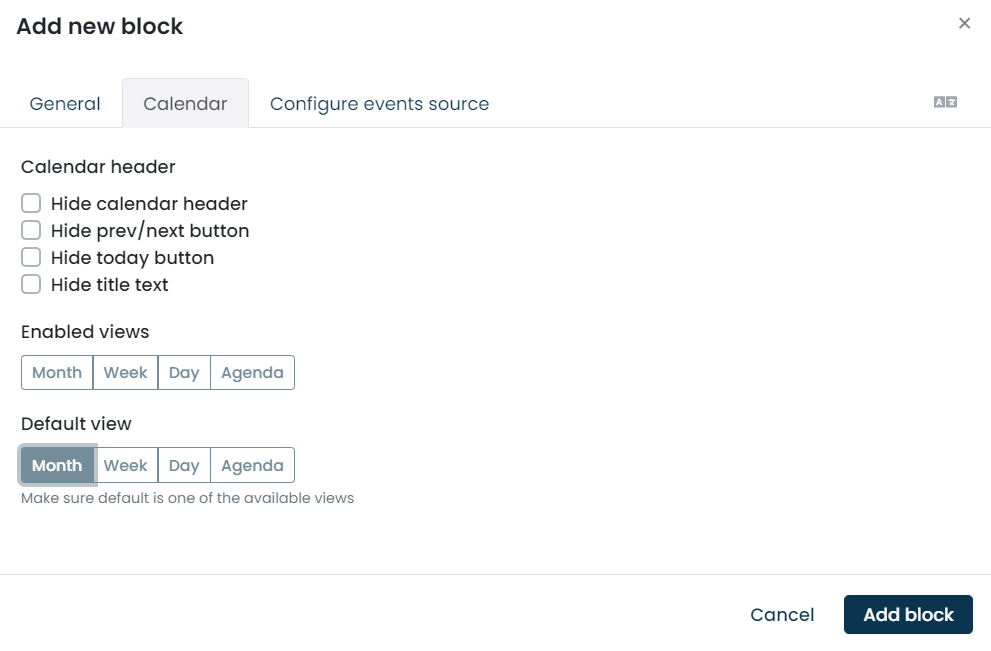 Add new block
×
General Calendar Configure events source
Calendar header
Hide calendar header
Hide prev/next button
Hide today button
Hide title text
Enabled views
Month Week Day Agenda
Default view
Month Week Day Agenda
Make sure default is one of the available views
Cancel Add block